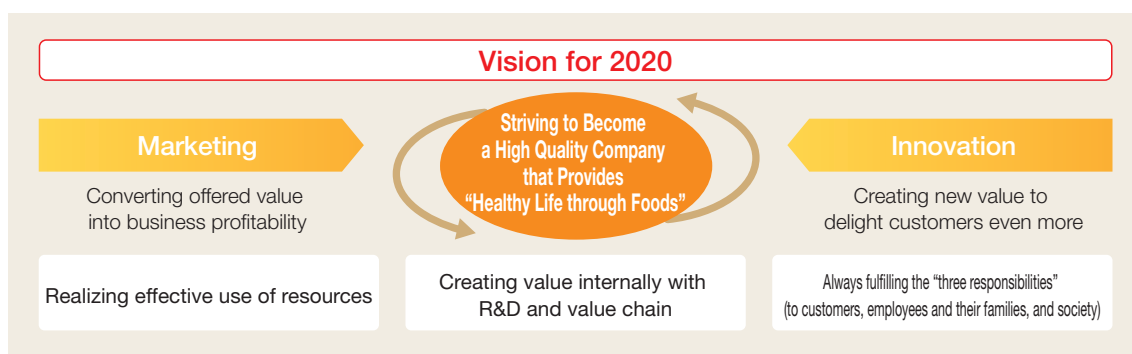 Vision for 2020
Marketing
Converting offered value
into business profitability
Striving to Become
a High Quality Company
that Provides
“Healthy Life through Foods”
Innovation
Creating new value to
delight customers even more
Realizing effective use of resources
Creating value internally with
R&D and value chain
Always fulfilling the “three responsibilities”
(to customers, employees and their families, and society)